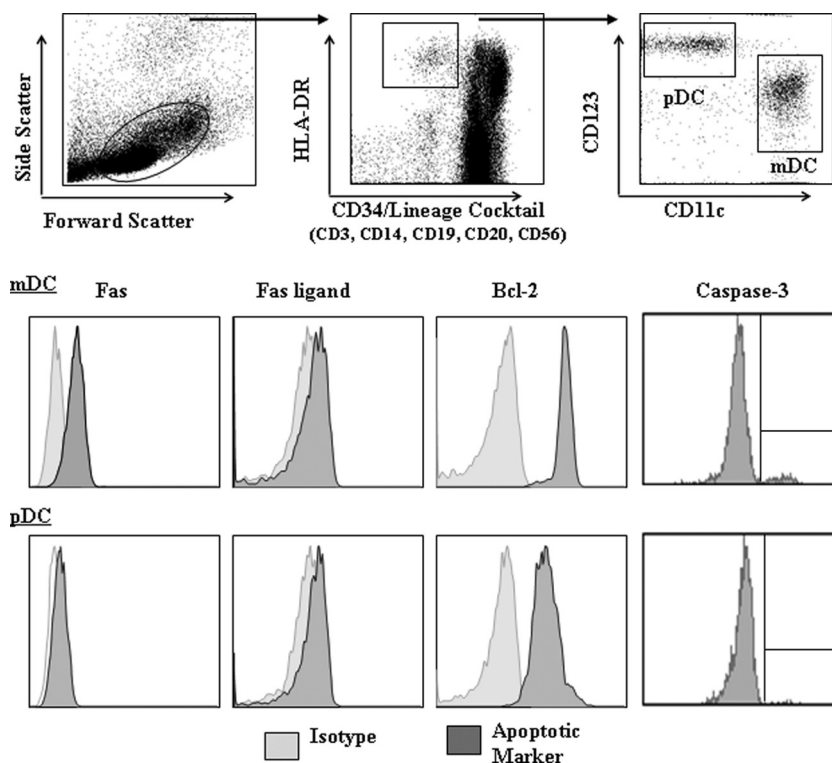 Side Scatter
Forward Scatter
HLA-DR
CD34/Lineage Cocktail
(CD3, CD14, CD19, CD20, CD56)
CD123
pDC
mDC
CD11c
mDC
Fas
Fas ligand
Bcl-2
Caspase-3
pDC
Isotype
Apoptotic
Marker